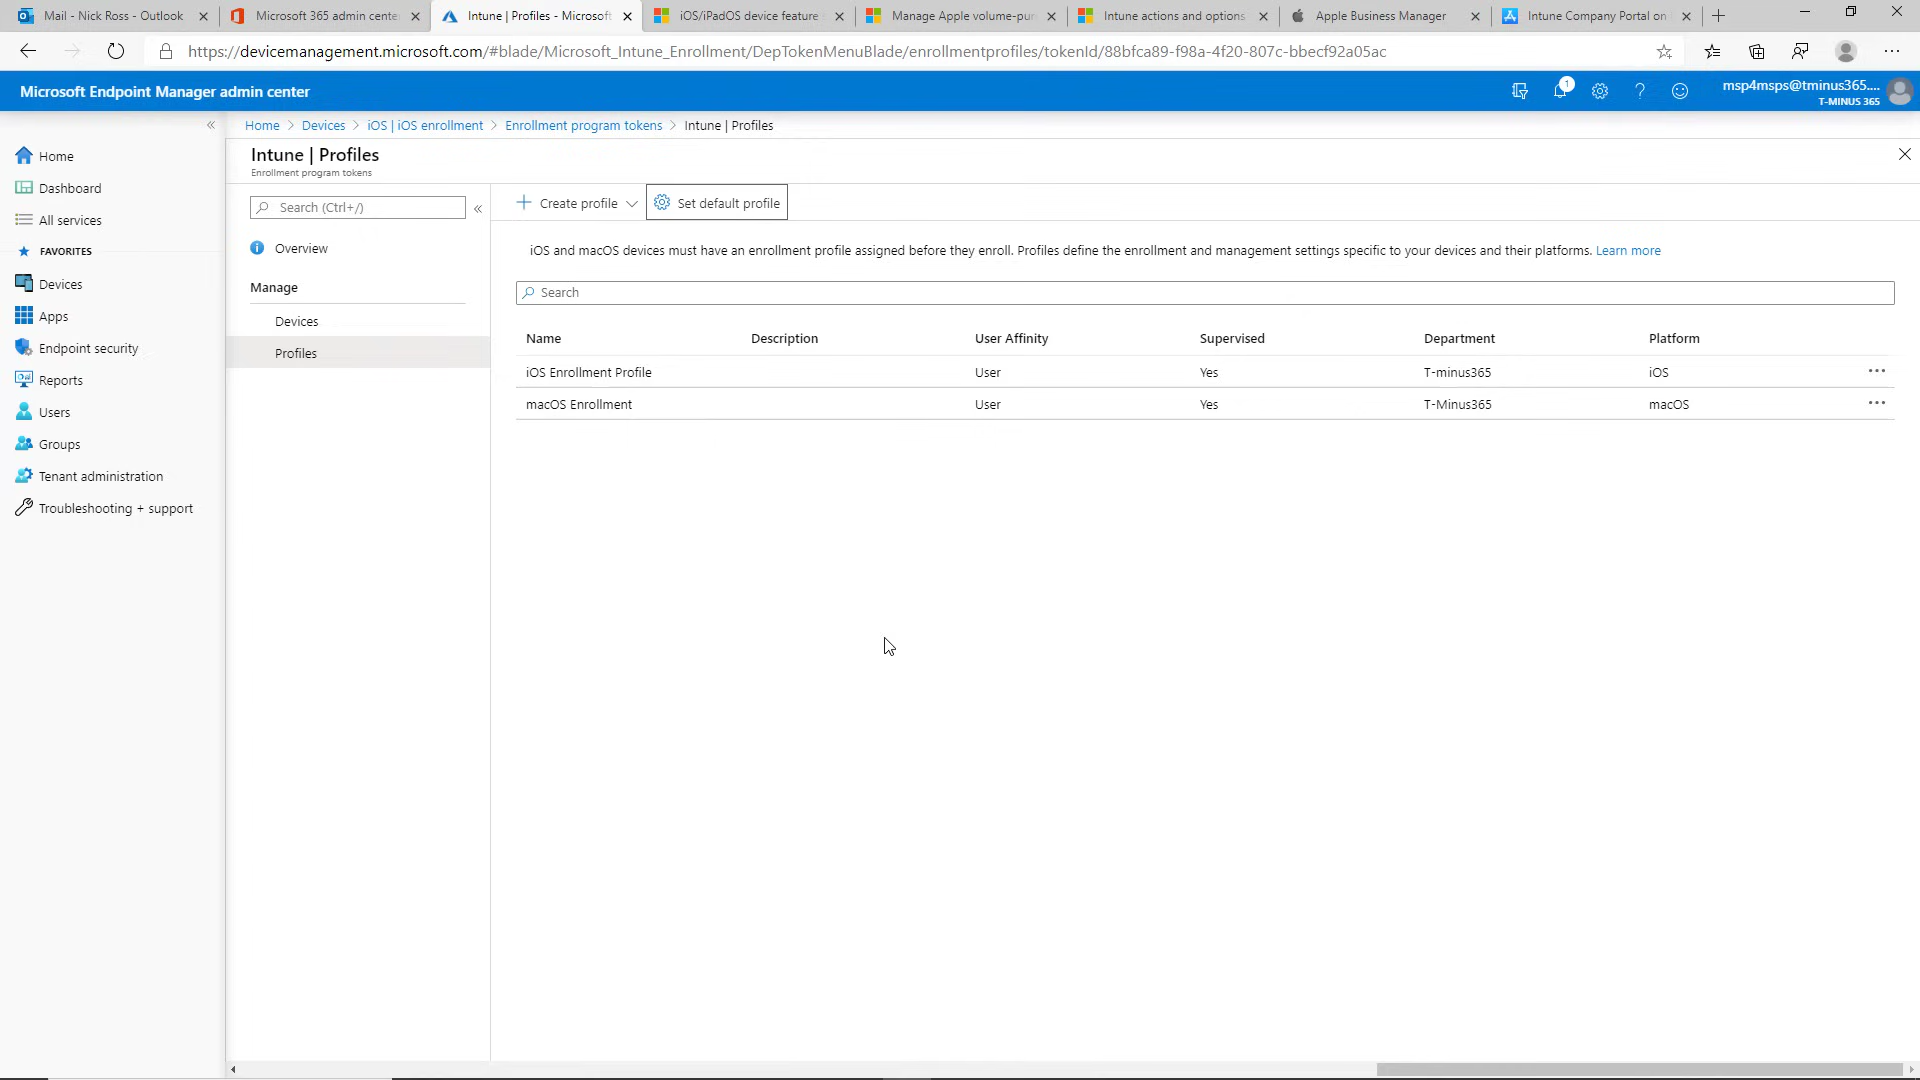 Mail - Nick Ross - Outlook
Microsoft 365 admin cente
Intune | Profiles - Microsoft
iOS/iPadOS device feature
Manage Apple volume-pur
Intune actions and options
Apple Business Manager
Intune Company Portal on
https://devicemanagement.microsoft.com/#blade/Microsoft_Intune_Enrollment/DepTokenMenuBlade/enrollmentprofiles/tokenId/88bfca89-f98a-4f20-807c-bbecf92a05ac
Microsoft Endpoint Manager admin center
1
msp4msps@tminus365....
T-MINUS 365
Home > Devices > iOS | iOS enrollment > Enrollment program tokens > Intune | Profiles
Home
Dashboard
All services
FAVORITES
Devices
Apps
Endpoint security
Reports
Users
Groups
Tenant administration
Troubleshooting + support
Intune | Profiles
Enrollment program tokens
Search (Ctrl+/)
Overview
Manage
Devices
Profiles
Create profile
Set default profile
iOS and macOS devices must have an enrollment profile assigned before they enroll. Profiles define the enrollment and management settings specific to your devices and their platforms. Learn more
Search
Name Description User Affinity Supervised Department Platform
iOS Enrollment Profile User Yes T-minus365 iOS ...
macOS Enrollment User Yes T-Minus365 macOS ...